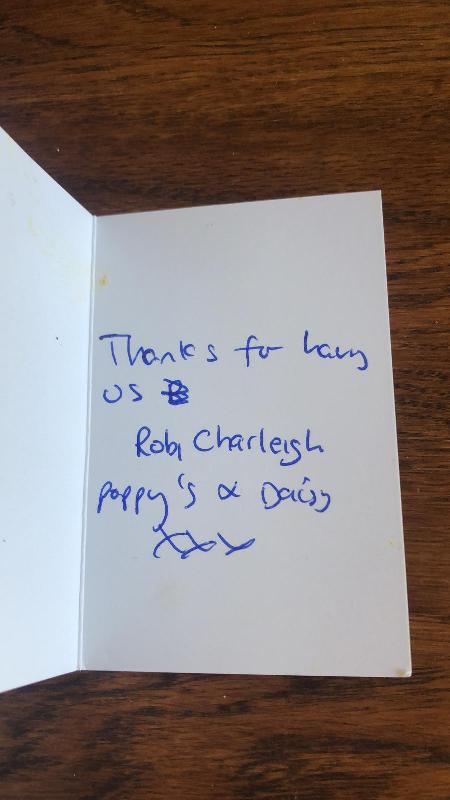 Thanks for having
us
Rob, Charleigh
Poppy's & Daisy
xxx